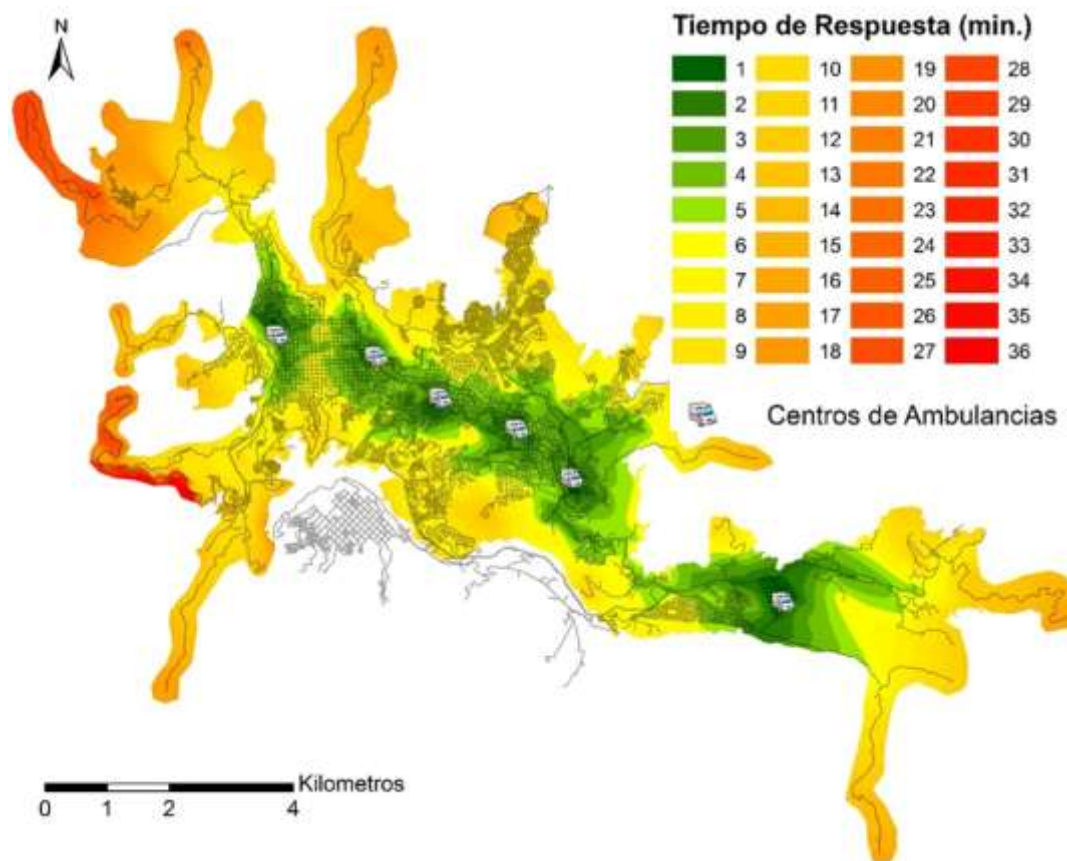 N
Tiempo de Respuesta (min.)
1 10 19 28
2 11 20 29
3 12 21 30
4 13 22 31
5 14 23 32
6 15 24 33
7 16 25 34
8 17 26 35
9 18 27 36
Centros de Ambulancias
Kilometros
0 1 2 4